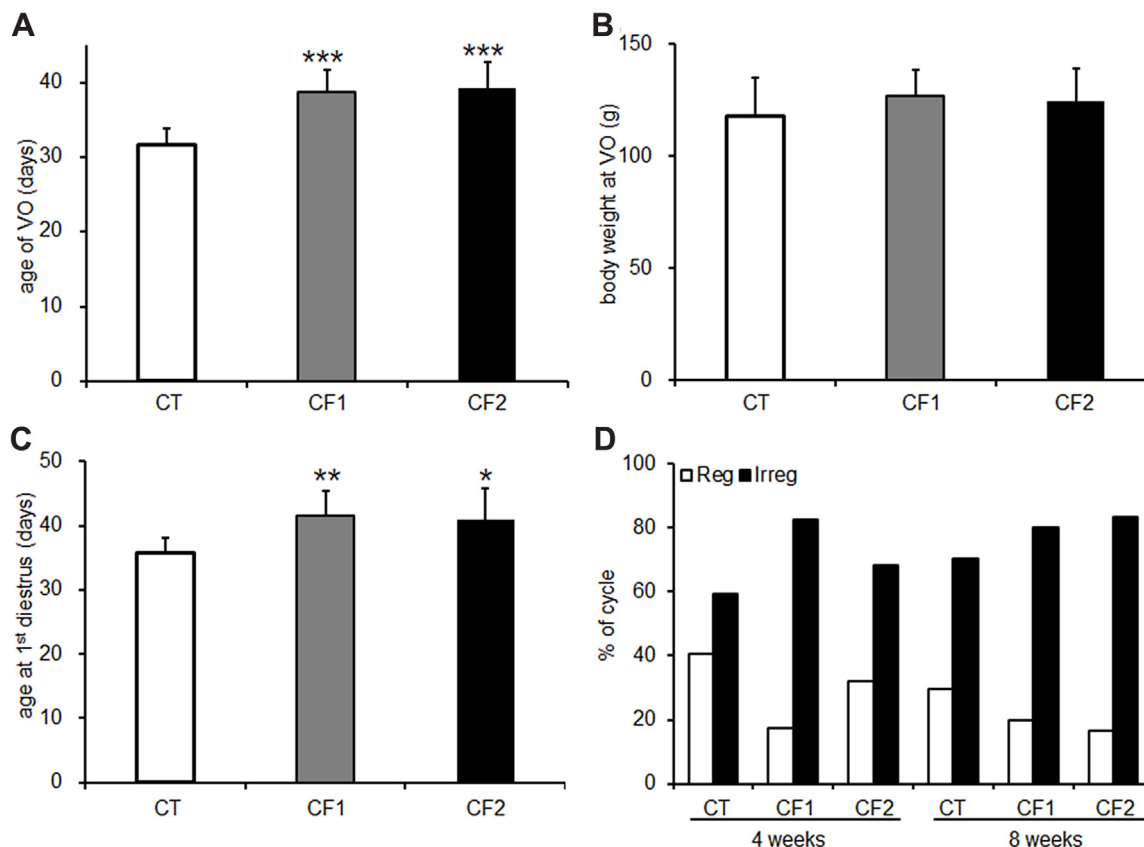 A
age of VO (days)
50
40
30
20
10
0
***
***
CT CF1 CF2
B
body weight at VO (g)
150
100
50
0
CT CF1 CF2
C
age at 1st diestrus (days)
50
40
30
20
10
0
**
*
CT CF1 CF2
D
% of cycle
100
80
60
40
20
0
Reg Irreg
CT CF1 CF2 CT CF1 CF2
4 weeks 8 weeks